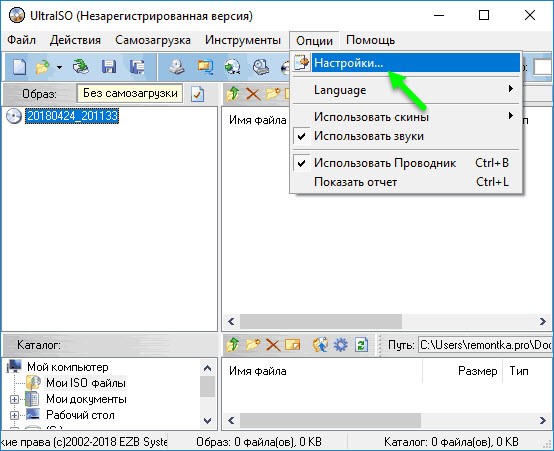 UltraISO (Незарегистрированная версия)
Файл Действия Самозагрузка Инструменты Опции Помощь
Настройки...
Образ: Без самозагрузки
Language
20180424_201133
Имя файла
Использовать скины
Использовать звуки
Использовать Проводник Ctrl+B
Показать отчет Ctrl+L
Каталог: Путь: C:\Users\remontka.pro\Doc
Мой компьютер
Имя файла Размер Тип
Мои ISO файлы
Мои документы
Рабочий стол
кие права (c)2002-2018 EZB Syste Образ: 0 файла(ов), 0 KB Каталог: 0 файла(ов), 0 KB